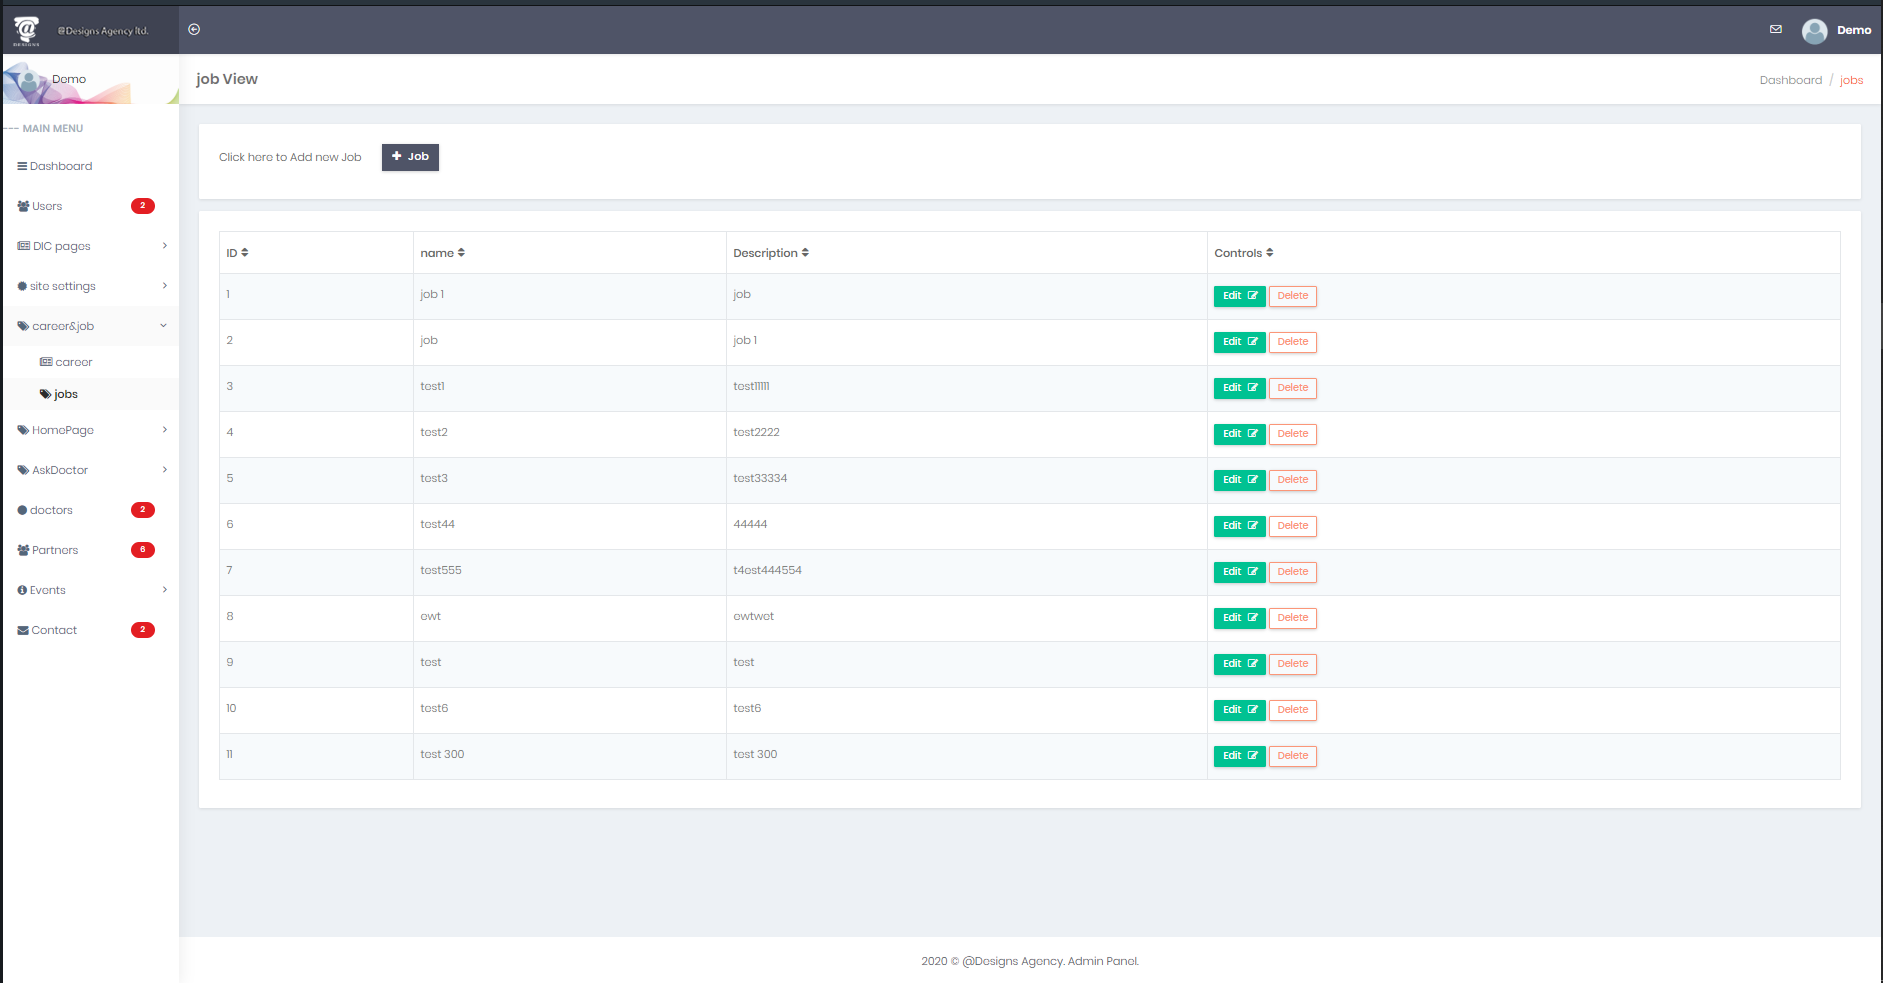 @Designs Agency ltd.
DESIGNS
Demo
Demo
job View
Dashboard / jobs
--- MAIN MENU
Dashboard
Users 2
DIC pages
site settings
career&job
career
jobs
HomePage
AskDoctor
doctors 2
Partners 6
Events
Contact 2
Click here to Add new Job + Job
ID name Description Controls
1 job 1 job Edit Delete
2 job job 1 Edit Delete
3 test1 test11111 Edit Delete
4 test2 test2222 Edit Delete
5 test3 test33334 Edit Delete
6 test44 44444 Edit Delete
7 test555 t4est444554 Edit Delete
8 ewt ewtwet Edit Delete
9 test test Edit Delete
10 test6 test6 Edit Delete
11 test 300 test 300 Edit Delete
2020 © @Designs Agency. Admin Panel.